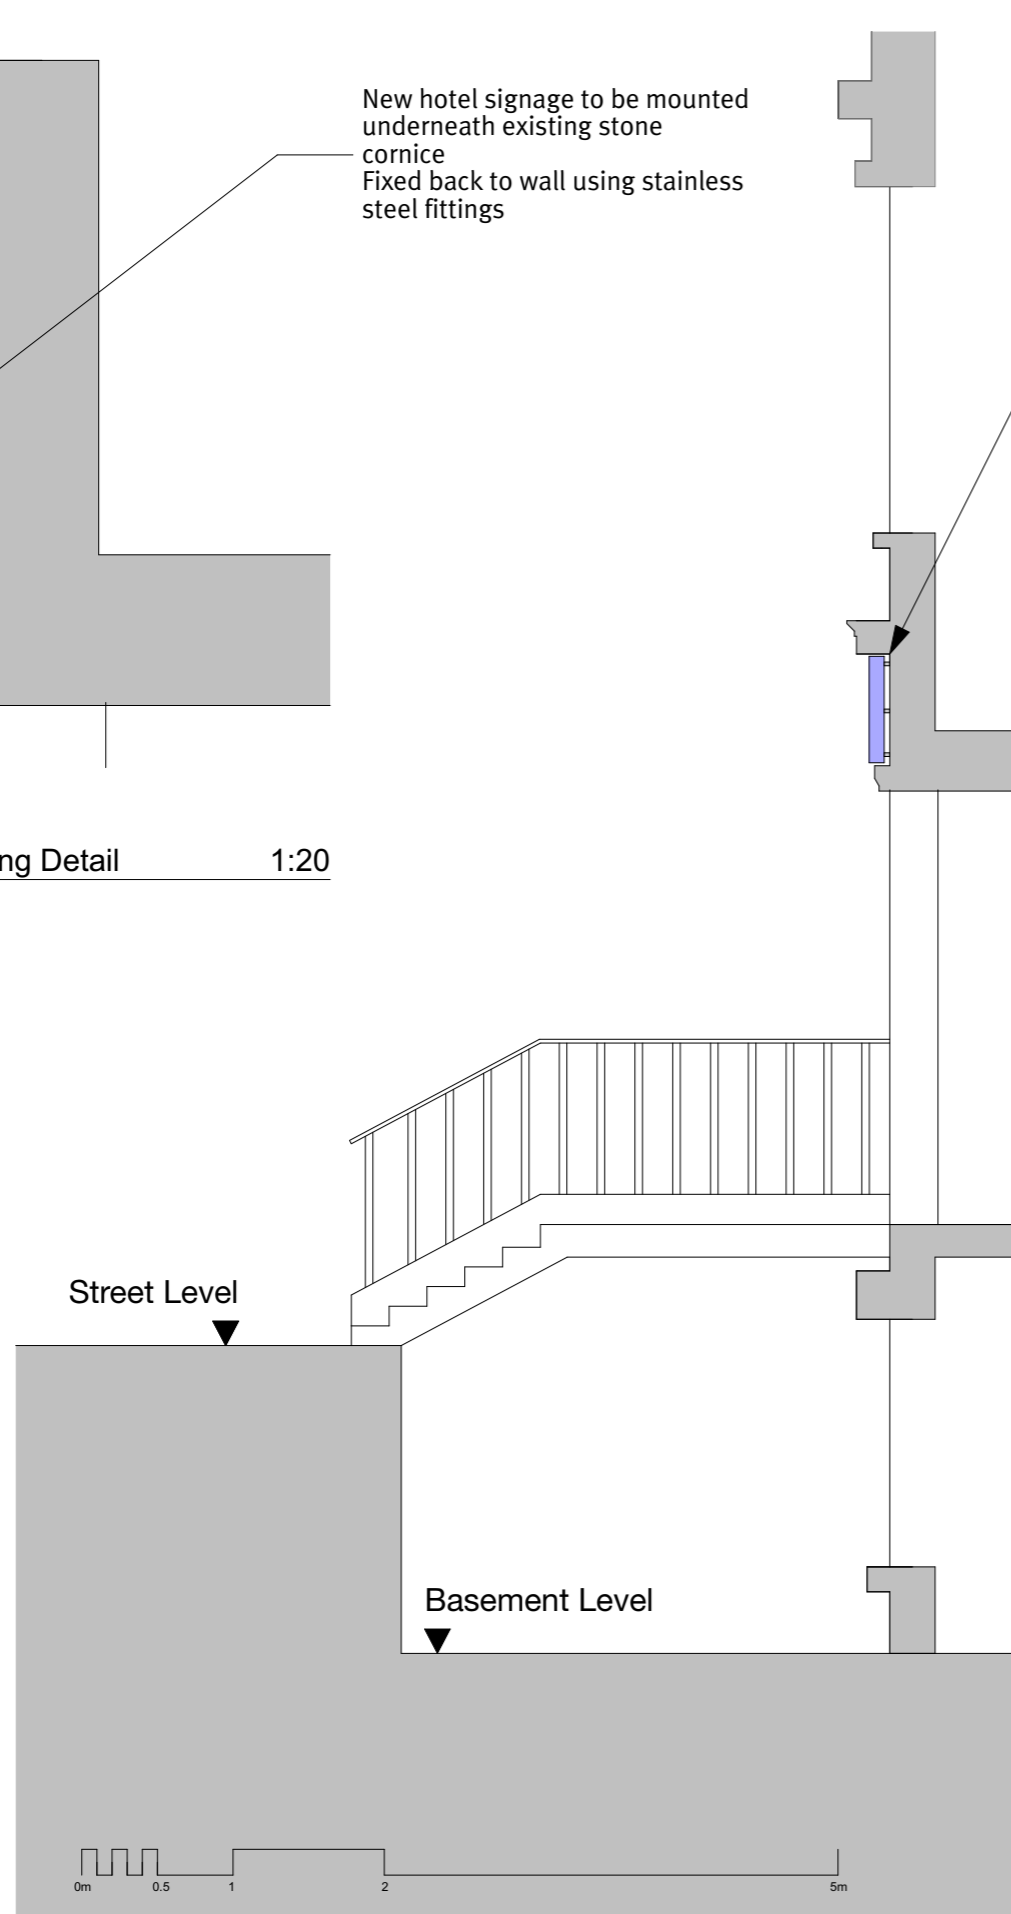 New hotel signage to be mounted
underneath existing stone
cornice
Fixed back to wall using stainless
steel fittings
ng Detail 1:20
Street Level
Basement Level
0m 0.5 1 2 5m